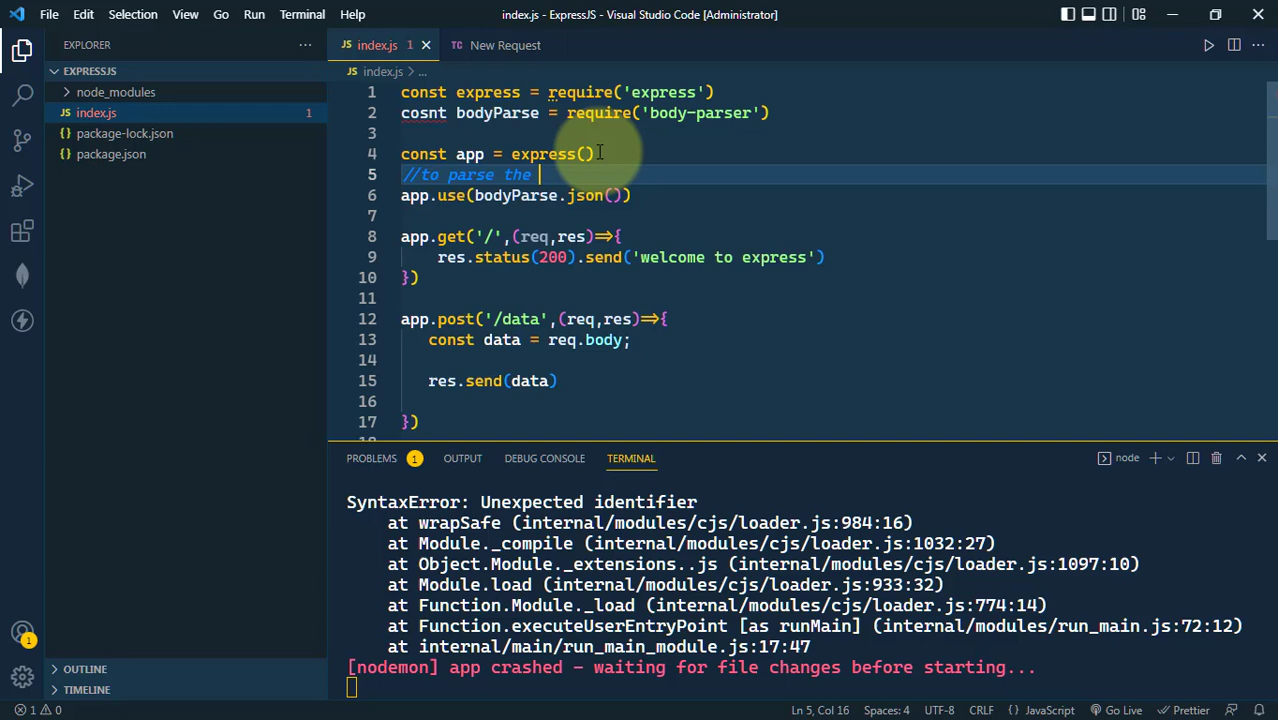 File Edit Selection View Go Run Terminal Help index.js - ExpressJS - Visual Studio Code [Administrator]
EXPLORER
index.js 1 New Request
EXPRESSJS
node_modules
index.js 1
package-lock.json
package.json
index.js > ...
1 const express = require('express')
2 cosnt bodyParse = require('body-parser')
3
4 const app = express()
5 //to parse the
6 app.use(bodyParse.json())
7
8 app.get('/',(req,res)=>{
9 res.status(200).send('welcome to express')
10 })
11
12 app.post('/data',(req,res)=>{
13 const data = req.body;
14
15 res.send(data)
16
17 })
18
PROBLEMS 1 OUTPUT DEBUG CONSOLE TERMINAL node
SyntaxError: Unexpected identifier
at wrapSafe (internal/modules/cjs/loader.js:984:16)
at Module._compile (internal/modules/cjs/loader.js:1032:27)
at Object.Module._extensions..js (internal/modules/cjs/loader.js:1097:10)
at Module.load (internal/modules/cjs/loader.js:933:32)
at Function.Module._load (internal/modules/cjs/loader.js:774:14)
at Function.executeUserEntryPoint [as runMain] (internal/modules/run_main.js:72:12)
at internal/main/run_main_module.js:17:47
[nodemon] app crashed - waiting for file changes before starting...
1
OUTLINE
TIMELINE
1 0 Ln 5, Col 16 Spaces: 4 UTF-8 CRLF {} JavaScript Go Live Prettier